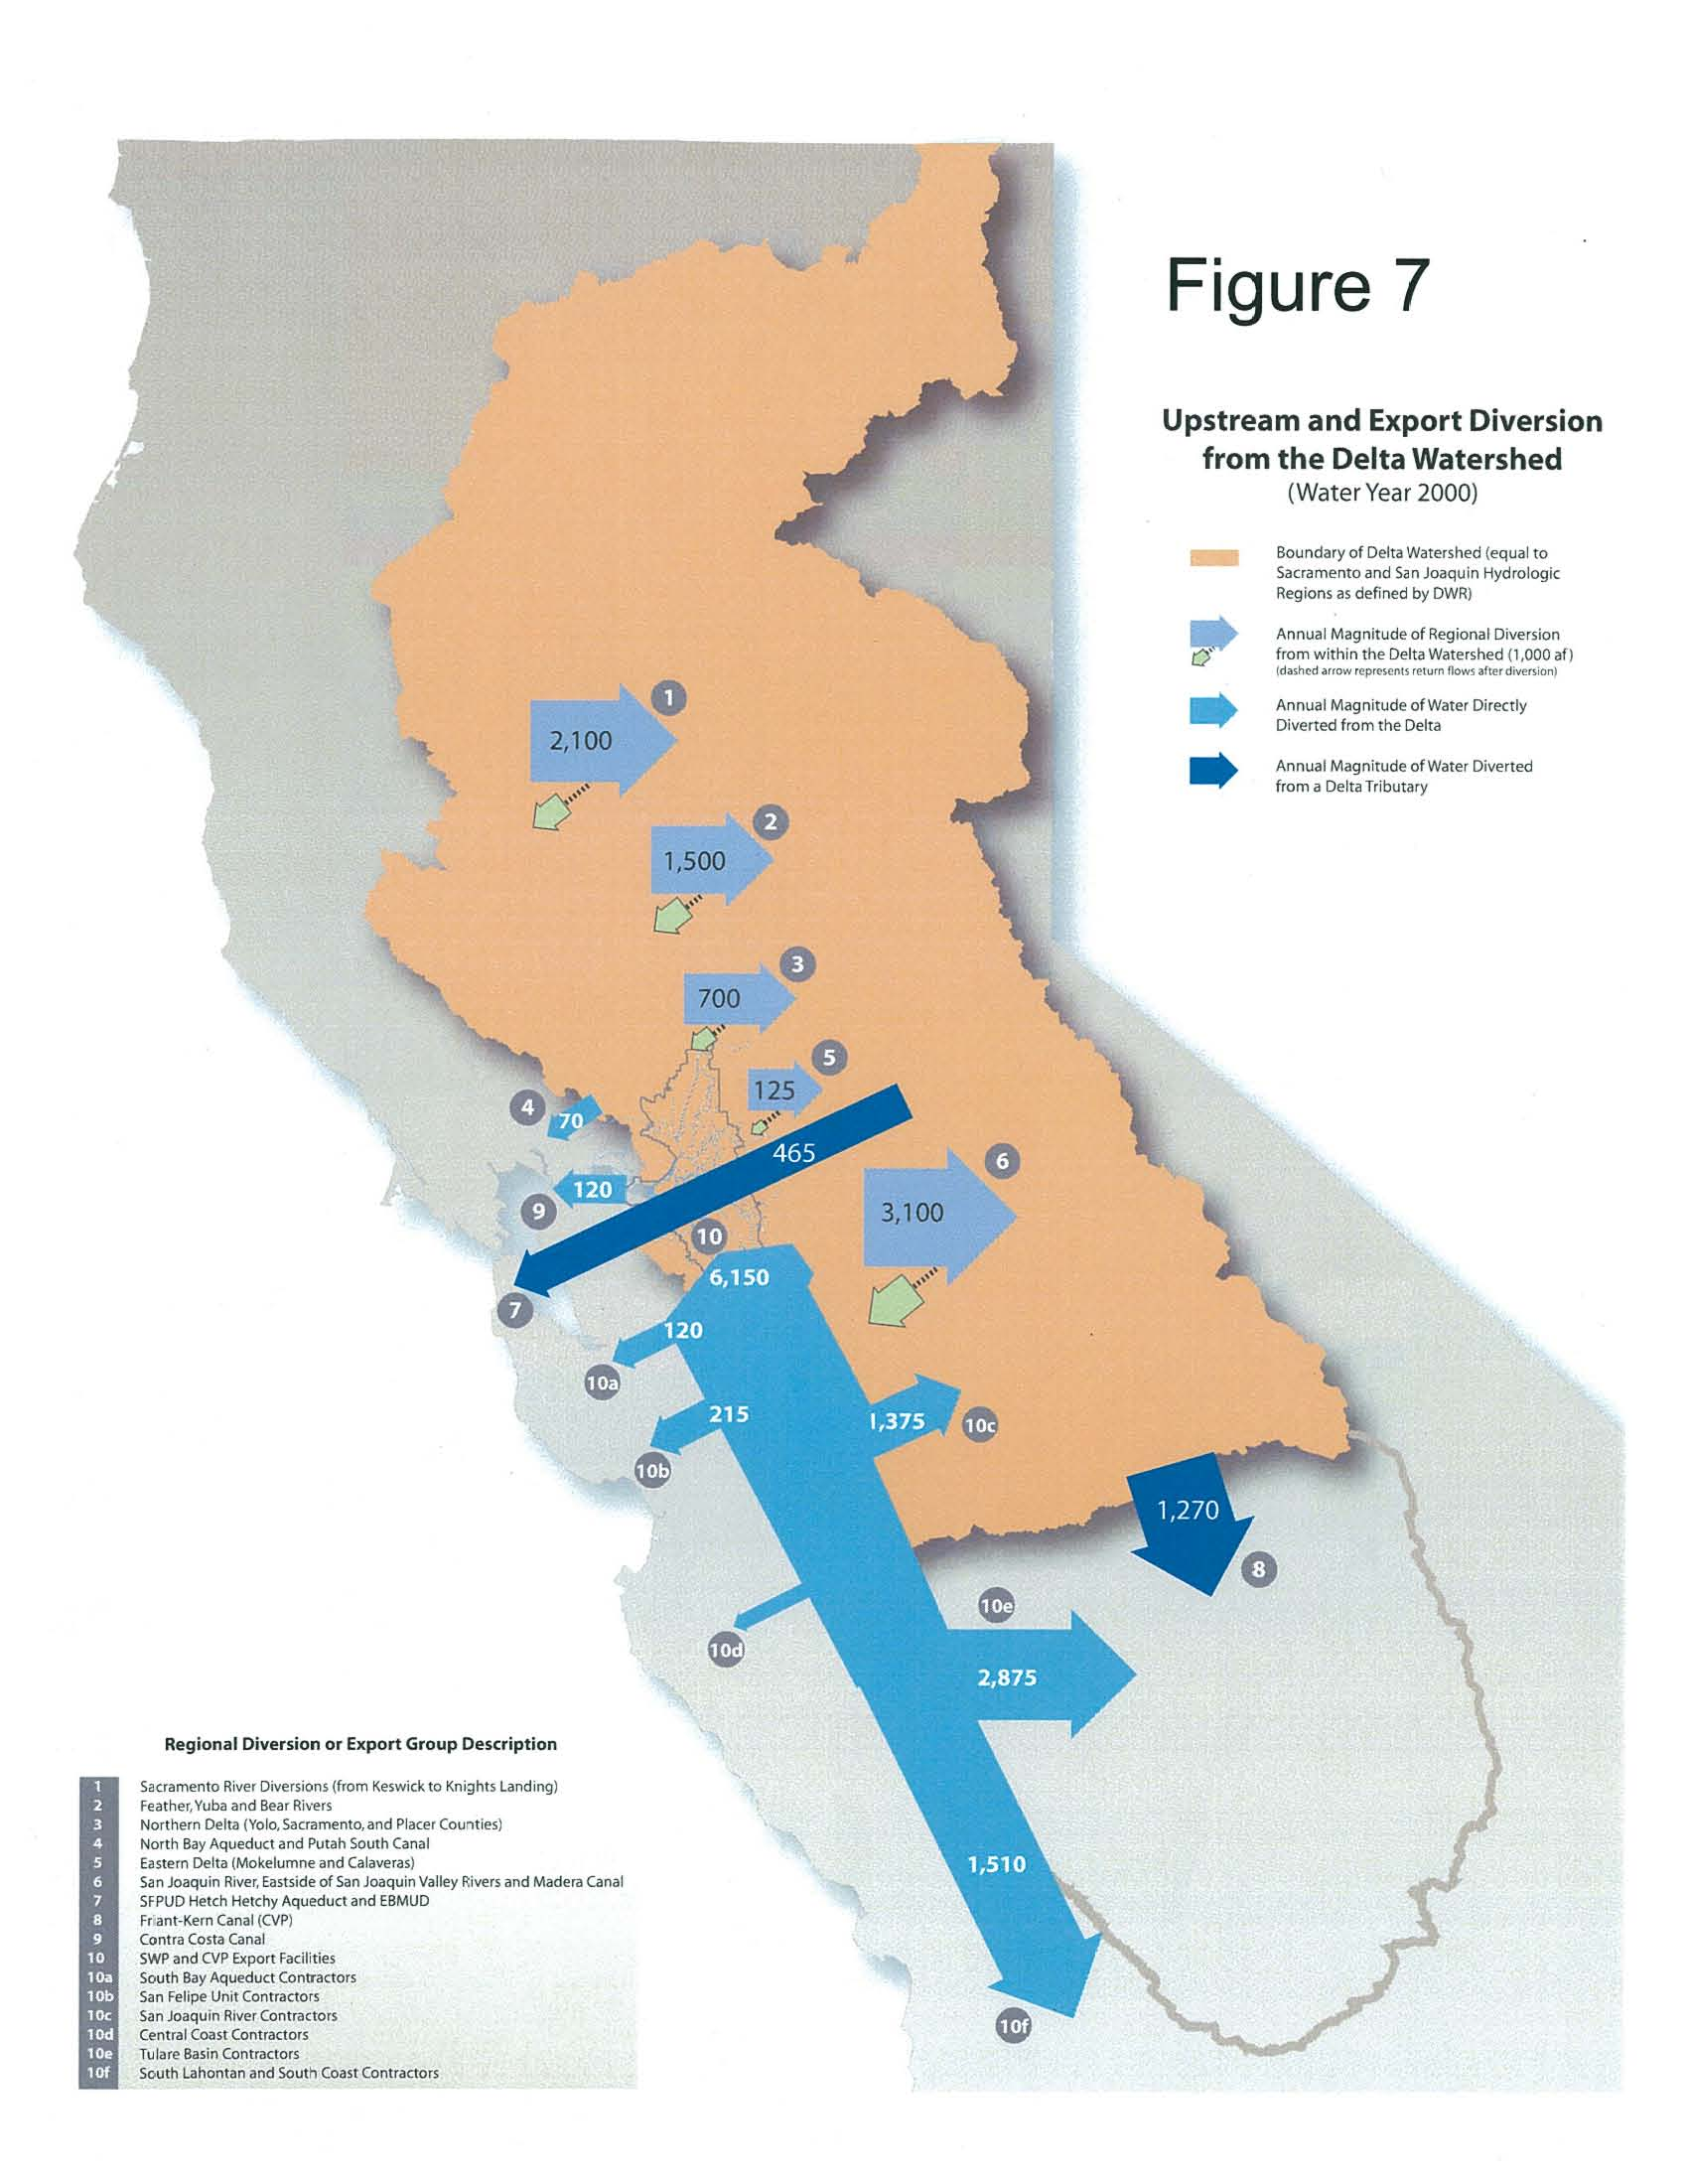 Figure 7
Upstream and Export Diversion
from the Delta Watershed
(Water Year 2000)
Boundary of Delta Watershed (equal to
Sacramento and San Joaquin Hydrologic
Regions as defined by DWR)
Annual Magnitude of Regional Diversion
from within the Delta Watershed (1,000 af)
(dashed arrow represents return flows after diversion)
Annual Magnitude of Water Directly
Diverted from the Delta
Annual Magnitude of Water Diverted
from a Delta Tributary
1
2,100
2
1,500
3
700
5
125
4
70
465
6
120
9
3,100
10
6,150
7
120
10a
215
1,375
10c
10b
1,270
8
10e
10d
2,875
1,510
10f
Regional Diversion or Export Group Description
1 Sacramento River Diversions (from Keswick to Knights Landing)
2 Feather, Yuba and Bear Rivers
3 Northern Delta (Yolo, Sacramento, and Placer Counties)
4 North Bay Aqueduct and Putah South Canal
5 Eastern Delta (Mokelumne and Calaveras)
6 San Joaquin River, Eastside of San Joaquin Valley Rivers and Madera Canal
7 SFPUD Hetch Hetchy Aqueduct and EBMUD
8 Friant-Kern Canal (CVP)
9 Contra Costa Canal
10 SWP and CVP Export Facilities
10a South Bay Aqueduct Contractors
10b San Felipe Unit Contractors
10c San Joaquin River Contractors
10d Central Coast Contractors
10e Tulare Basin Contractors
10f South Lahontan and South Coast Contractors